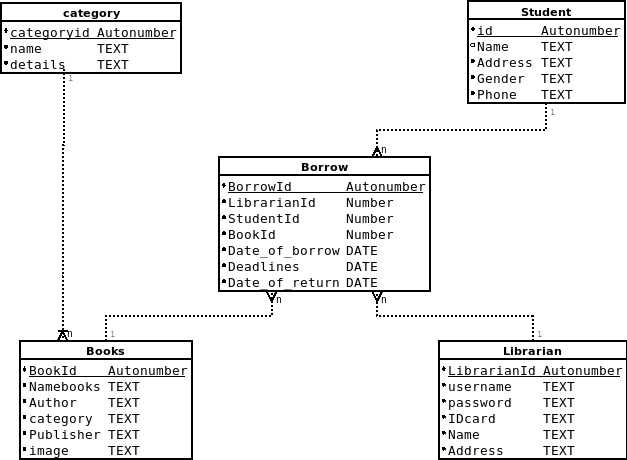 category
categoryid Autonumber
name TEXT
details TEXT
1
Student
id Autonumber
Name TEXT
Address TEXT
Gender TEXT
Phone TEXT
1
n
Borrow
BorrowId Autonumber
LibrarianId Number
StudentId Number
BookId Number
Date_of_borrow DATE
Deadlines DATE
Date_of_return DATE
n
n
n
1
1
Books
BookId Autonumber
Namebooks TEXT
Author TEXT
category TEXT
Publisher TEXT
image TEXT
Librarian
LibrarianId Autonumber
username TEXT
password TEXT
IDcard TEXT
Name TEXT
Address TEXT